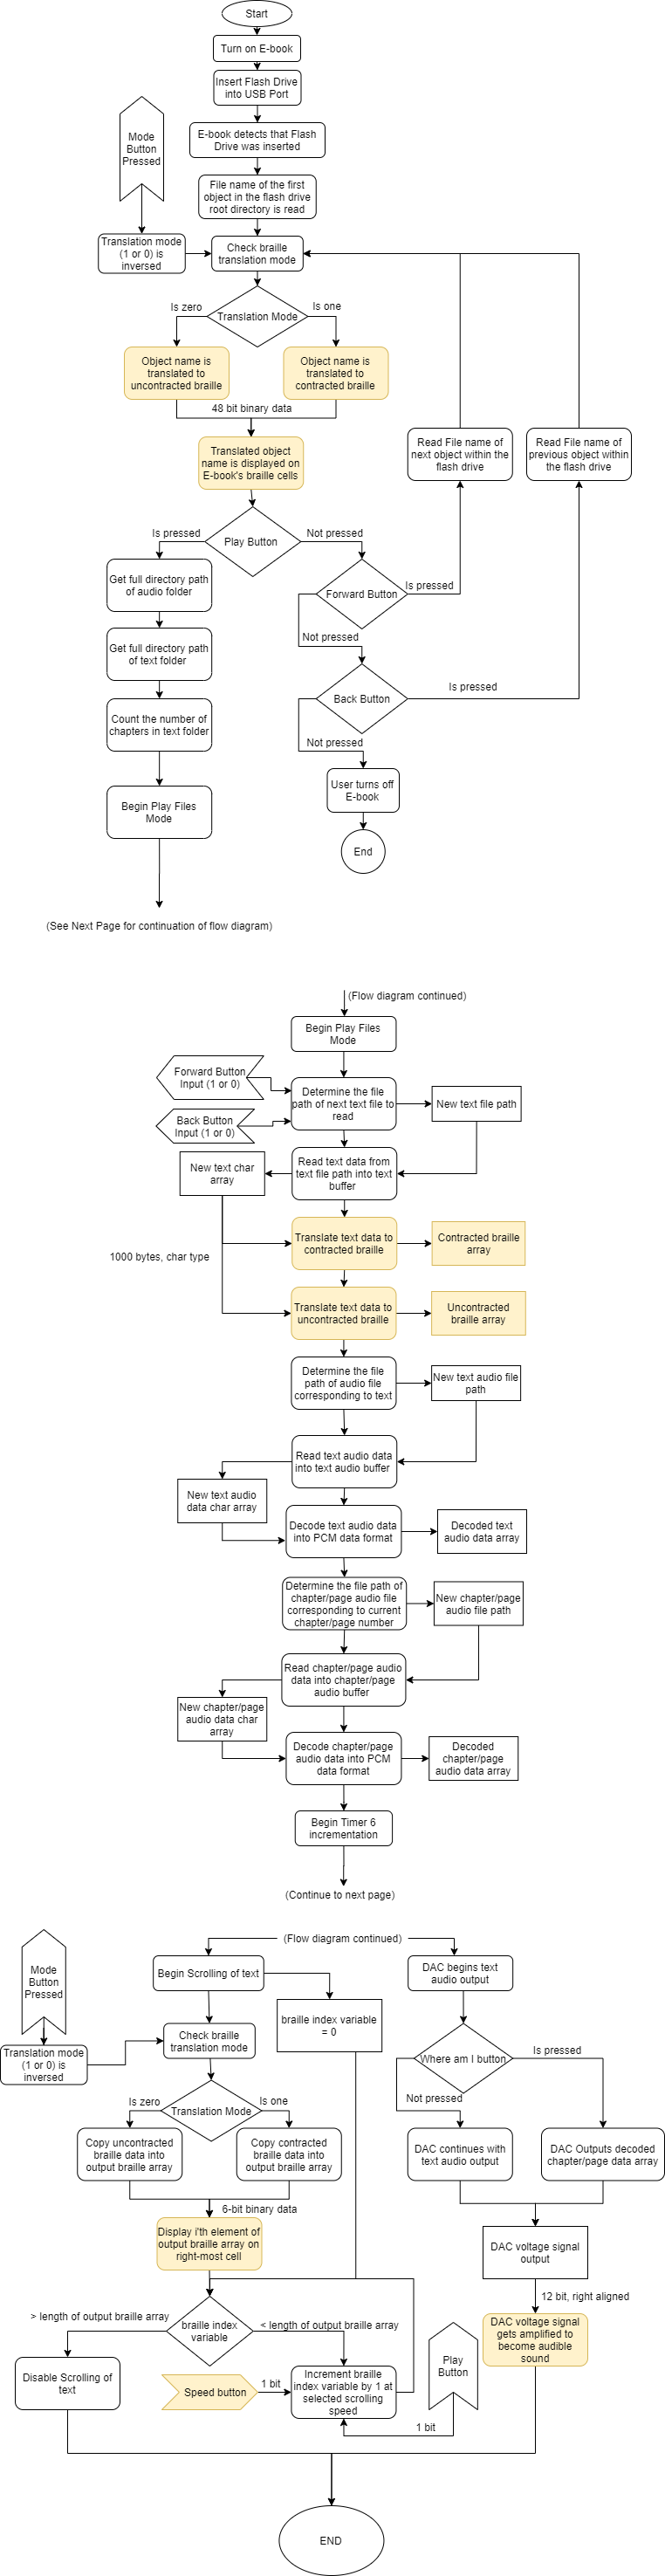 Start
Turn on E-book
Insert Flash Drive
into USB Port
E-book detects that Flash
Drive was inserted
Mode
Button
Pressed
File name of the first
object in the flash drive
root directory is read
Translation mode
(1 or 0) is
inversed
Check braille
translation mode
Is zero
Translation Mode
Is one
Object name is
translated to
uncontracted braille
Object name is
translated to
contracted braille
48 bit binary data
Translated object
name is displayed on
E-book's braille cells
Read File name of
next object within the
flash drive
Read File name of
previous object within
the flash drive
Is pressed
Play Button
Not pressed
Get full directory path
of audio folder
Forward Button
Is pressed
Not pressed
Get full directory path
of text folder
Back Button
Is pressed
Count the number of
chapters in text folder
Not pressed
User turns off
E-book
Begin Play Files
Mode
End
(See Next Page for continuation of flow diagram)
(Flow diagram continued)
Begin Play Files
Mode
Forward Button
Input (1 or 0)
Back Button
Input (1 or 0)
Determine the file
path of next text file to
read
New text file path
Read text data from
text file path into text
buffer
New text char
array
1000 bytes, char type
Translate text data to
contracted braille
Contracted braille
array
Translate text data to
uncontracted braille
Uncontracted
braille array
Determine the file
path of audio file
corresponding to text
New text audio file
path
Read text audio data
into text audio buffer
New text audio
data char array
Decode text audio data
into PCM data format
Decoded text
audio data array
Determine the file path of
chapter/page audio file
corresponding to current
chapter/page number
New chapter/page
audio file path
Read chapter/page audio
data into chapter/page
audio buffer
New chapter/page
audio data char
array
Decode chapter/page
audio data into PCM
data format
Decoded
chapter/page
audio data array
Begin Timer 6
incrementation
(Continue to next page)
(Flow diagram continued)
Mode
Button
Pressed
Begin Scrolling of text
DAC begins text
audio output
braille index variable
= 0
Translation mode
(1 or 0) is
inversed
Check braille
translation mode
Where am I button
Is pressed
Not pressed
Is zero
Translation Mode
Is one
Copy uncontracted
braille data into
output braille array
Copy contracted
braille data into
output braille array
DAC continues with
text audio output
DAC Outputs decoded
chapter/page data array
6-bit binary data
Display i'th element of
output braille array on
right-most cell
DAC voltage signal
output
12 bit, right aligned
> length of output braille array
braille index
variable
< length of output braille array
DAC voltage signal
gets amplified to
become audible
sound
Disable Scrolling of
text
Speed button
1 bit
Increment braille
index variable by 1 at
selected scrolling
speed
Play
Button
1 bit
END